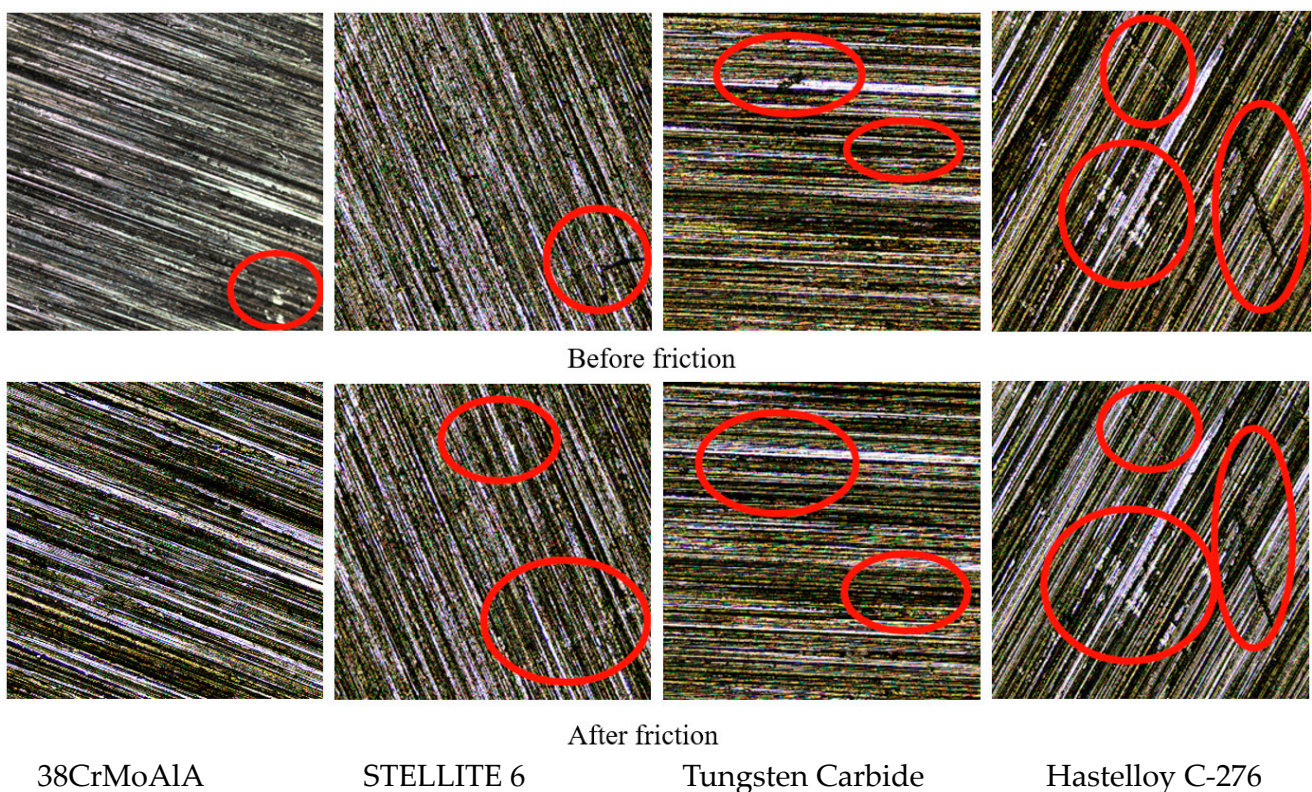 Before friction
After friction
38CrMoAlA STELLITE 6 Tungsten Carbide Hastelloy C-276